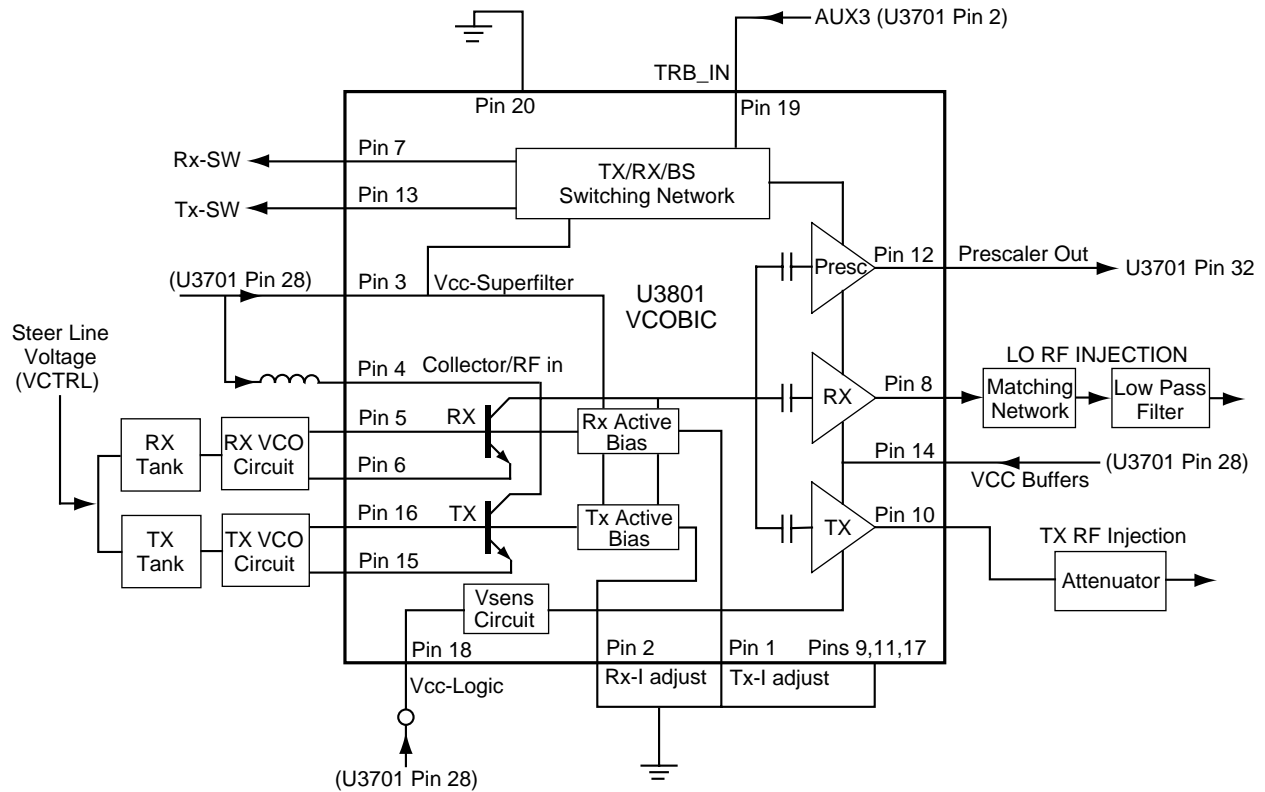 AUX3 (U3701 Pin 2)
TRB_IN
Pin 20
Pin 19
Rx-SW
Pin 7
TX/RX/BS
Switching Network
Tx-SW
Pin 13
Presc
Pin 12
Prescaler Out
U3701 Pin 32
(U3701 Pin 28)
Pin 3
Vcc-Superfilter
U3801
VCOBIC
Steer Line
Voltage
(VCTRL)
Pin 4
Collector/RF in
LO RF INJECTION
RX
Pin 8
Matching
Network
Low Pass
Filter
RX
Tank
RX VCO
Circuit
Pin 5
RX
Rx Active
Bias
Pin 6
Pin 14
VCC Buffers
(U3701 Pin 28)
TX
Tank
TX VCO
Circuit
Pin 16
TX
Tx Active
Bias
Pin 15
TX
Pin 10
TX RF Injection
Attenuator
Vsens
Circuit
Pin 18
Pin 2
Pin 1
Pins 9,11,17
Vcc-Logic
Rx-I adjust
Tx-I adjust
(U3701 Pin 28)